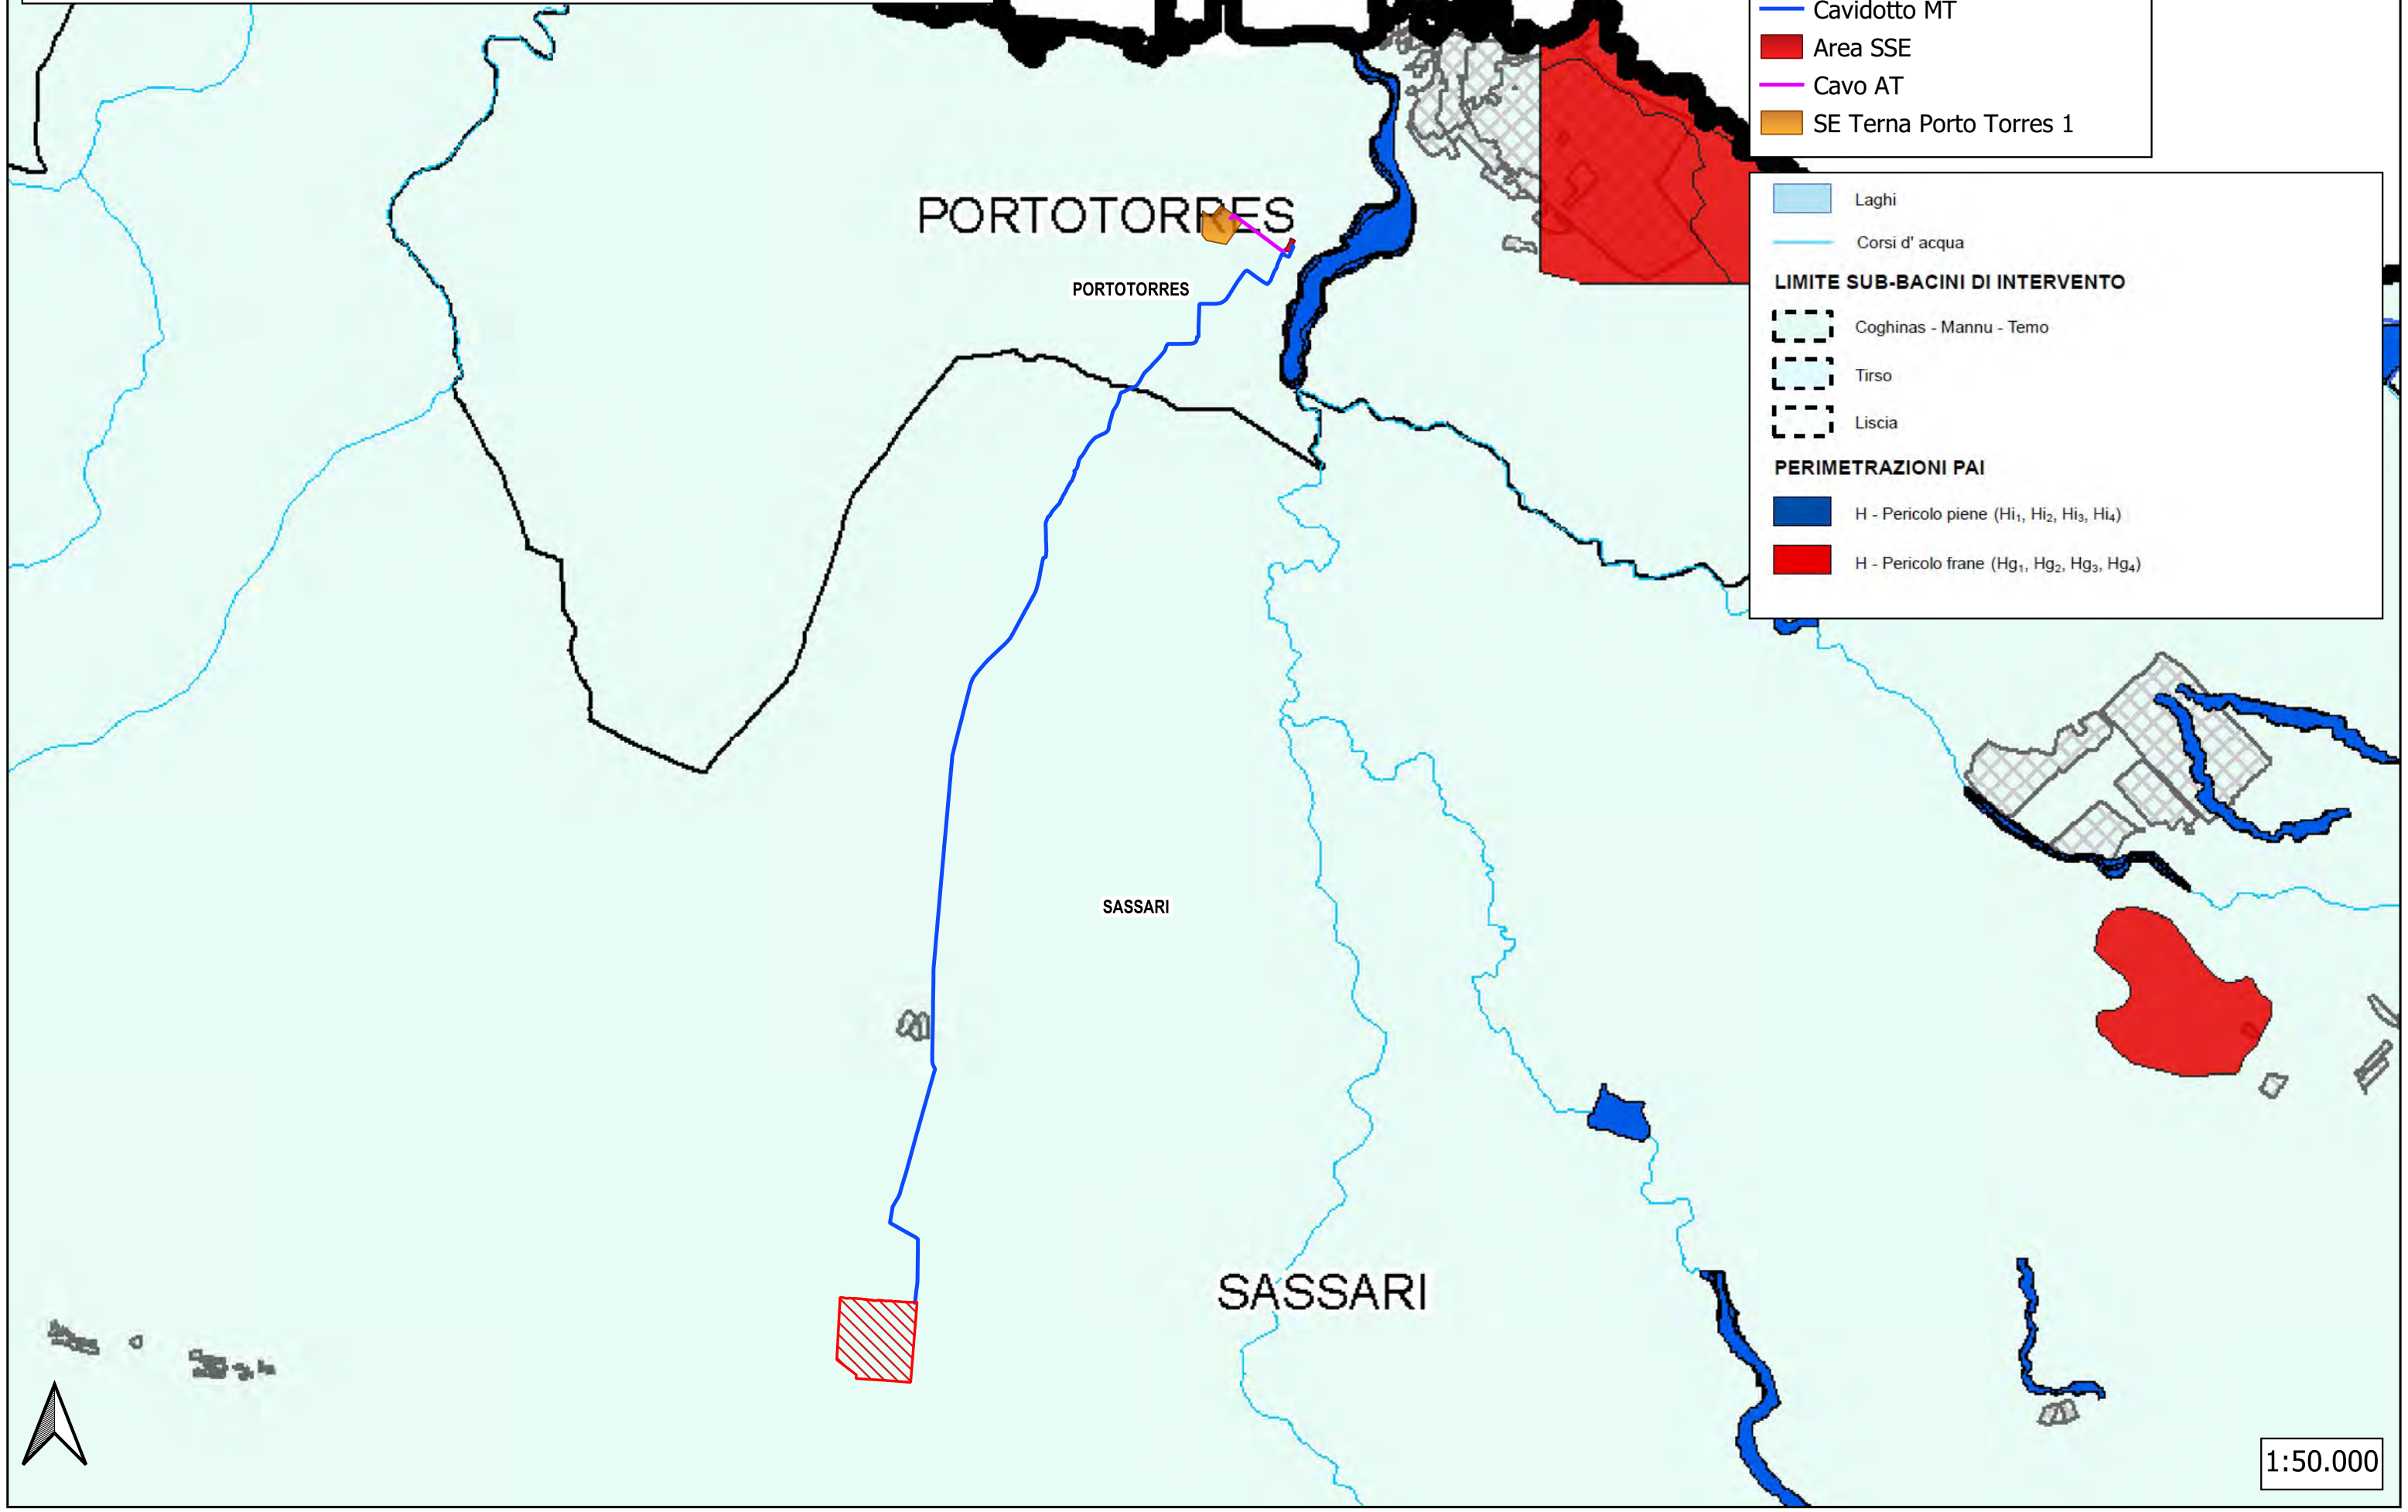 Cavidotto MT
Area SSE
Cavo AT
SE Terna Porto Torres 1
Laghi
Corsi d' acqua
LIMITE SUB-BACINI DI INTERVENTO
Coghinas - Mannu - Temo
Tirso
Liscia
PERIMETRAZIONI PAI
H - Pericolo piene (Hi₁, Hi₂, Hi₃, Hi₄)
H - Pericolo frane (Hg₁, Hg₂, Hg₃, Hg₄)
PORTOTORRES
PORTOTORRES
SASSARI
SASSARI
1:50.000